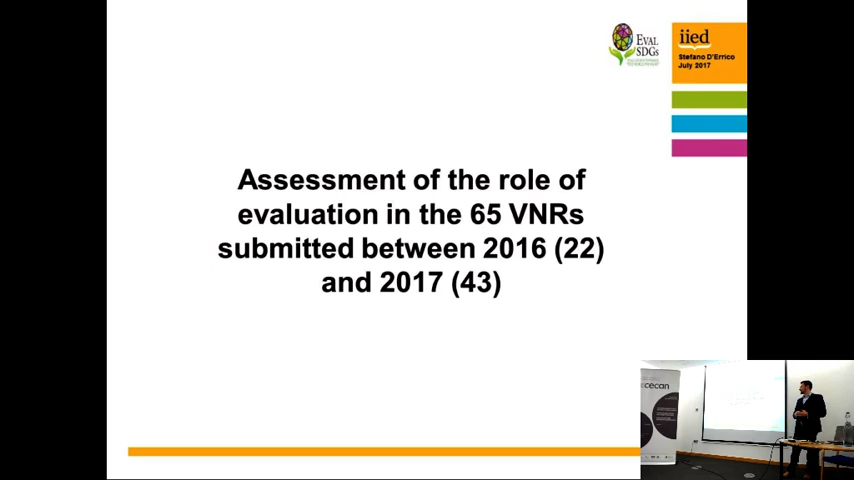 EVAL
SDGs
iied
Stefano D'Errico
July 2017
Assessment of the role of
evaluation in the 65 VNRs
submitted between 2016 (22)
and 2017 (43)
cecan